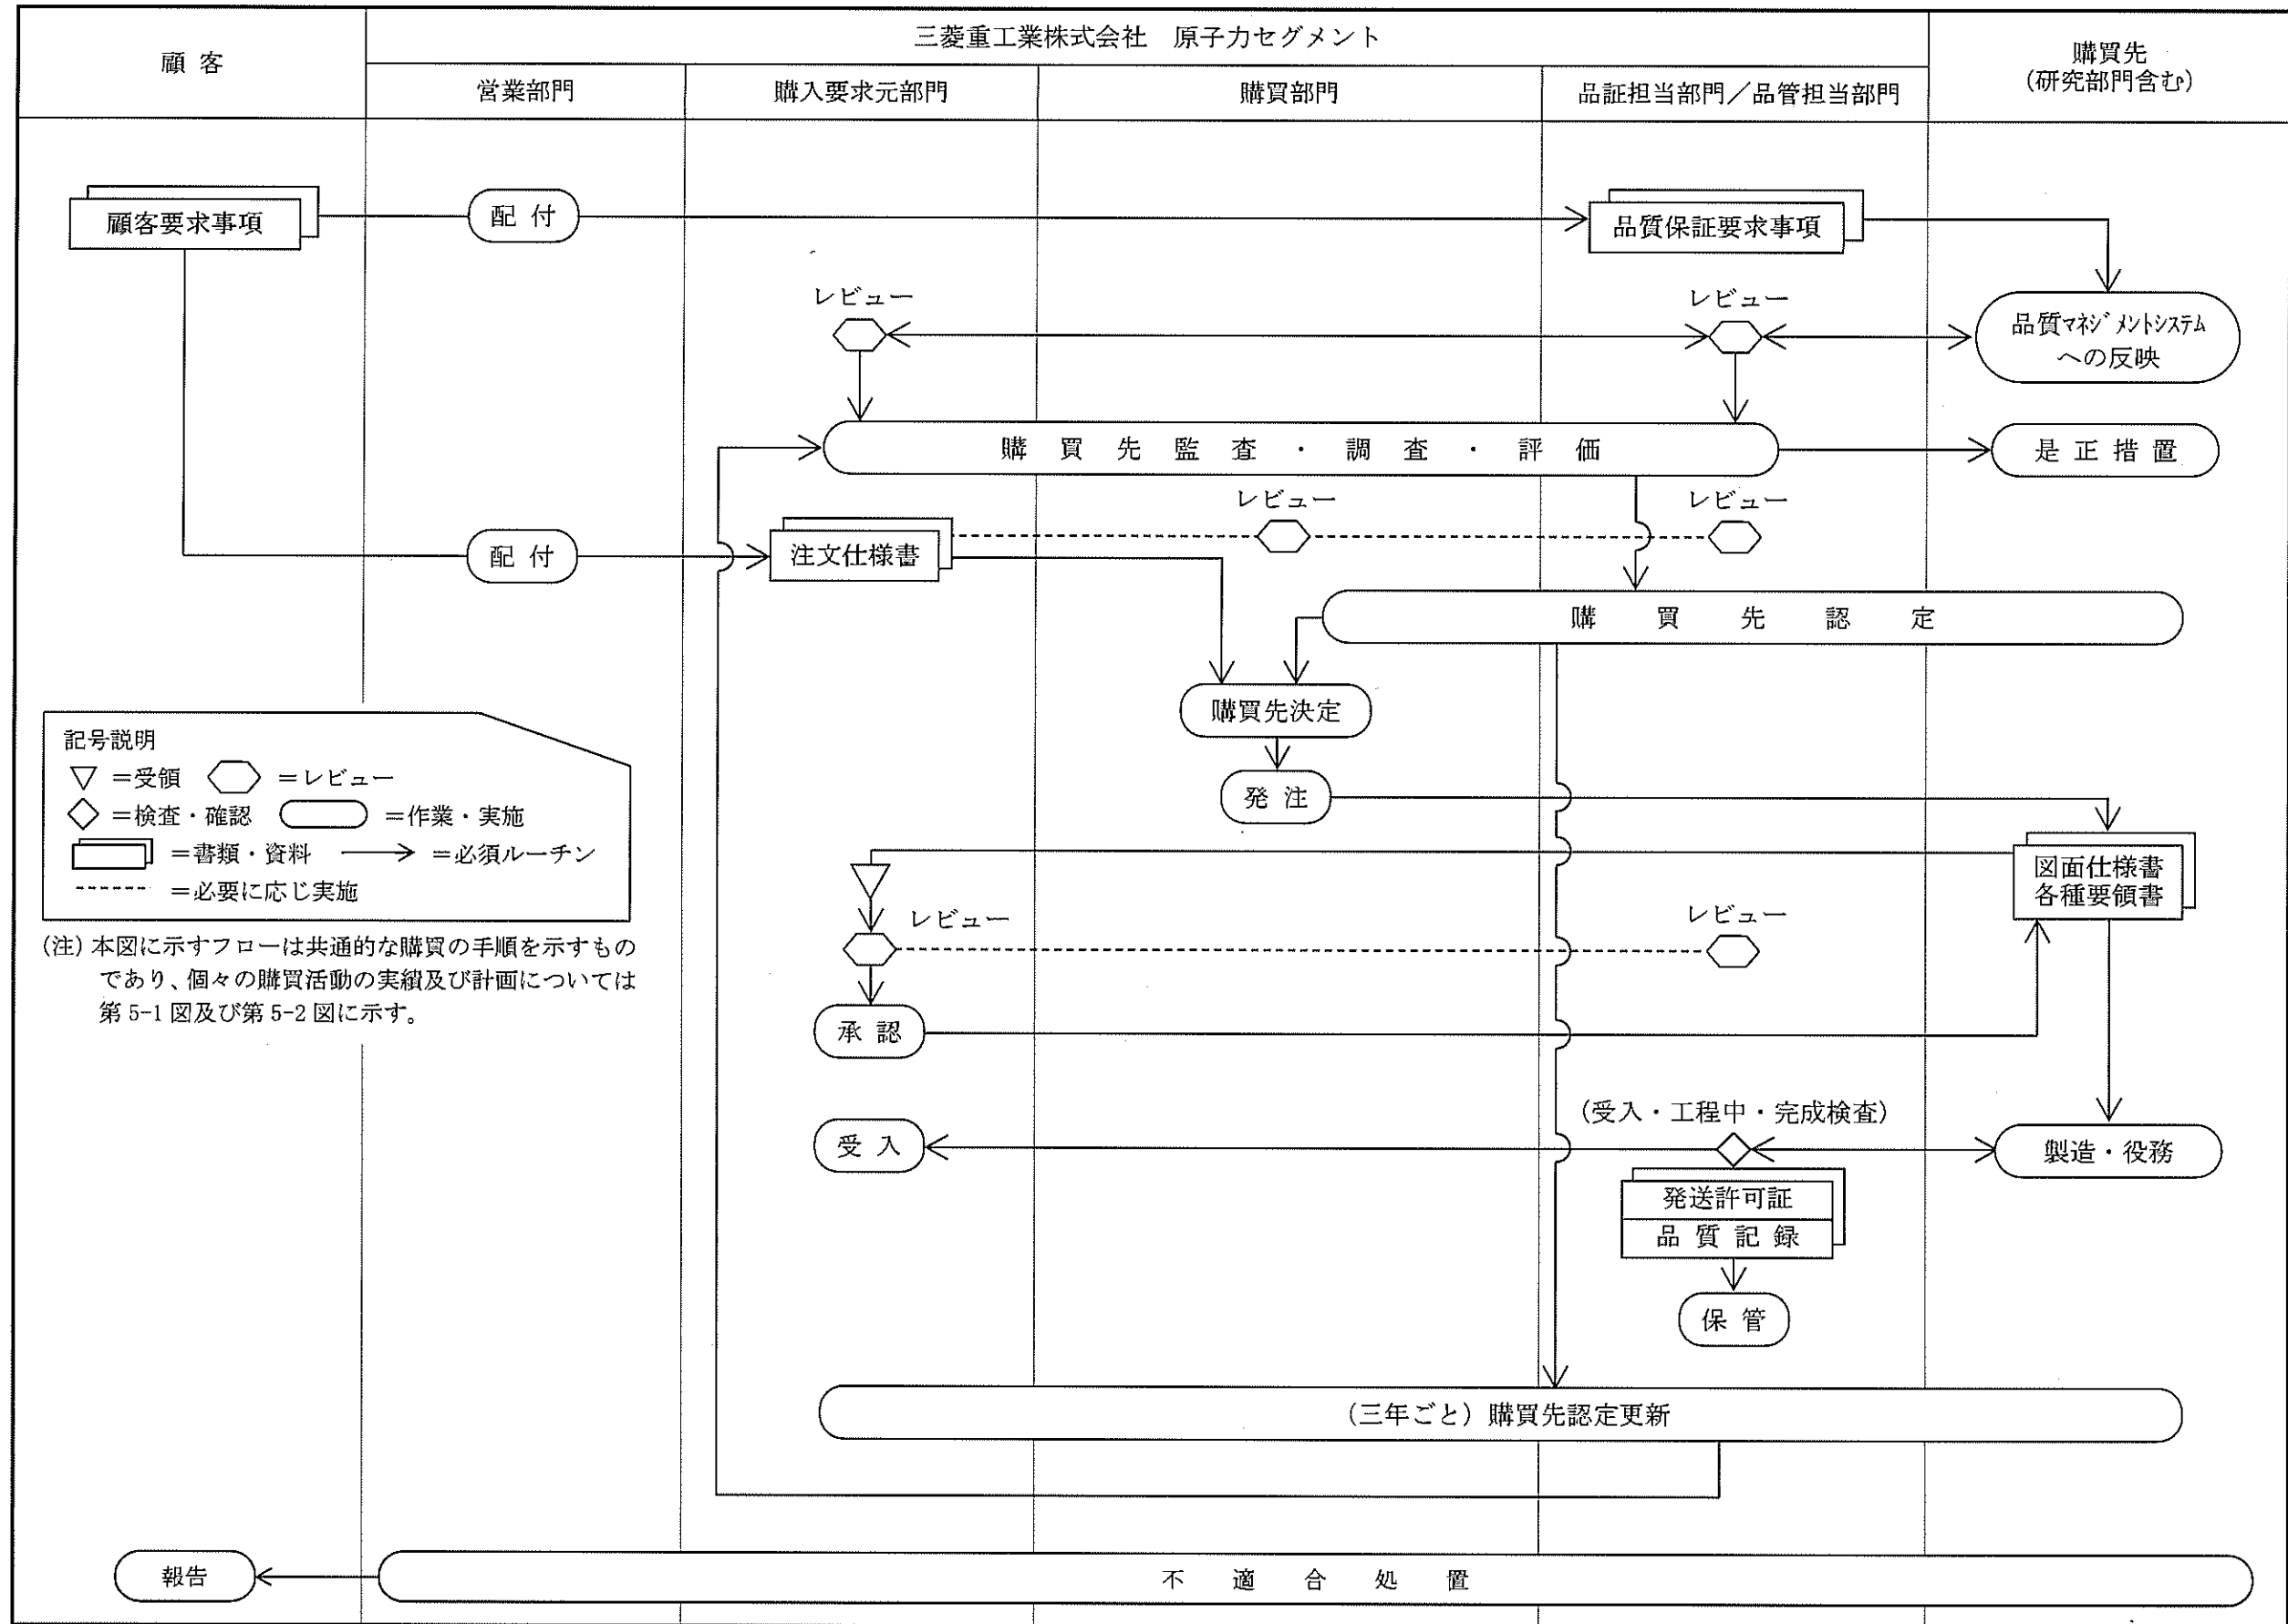 顧客
三菱重工業株式会社 原子力セグメント
購買先
(研究部門含む)
営業部門
購入要求元部門
購買部門
品証担当部門／品管担当部門
顧客要求事項
配付
品質保証要求事項
レビュー
レビュー
品質マネジメントシステム
への反映
購買先監査・調査・評価
是正措置
レビュー
レビュー
配付
注文仕様書
購買先認定
購買先決定
記号説明
＝受領 ＝レビュー
＝検査・確認 ＝作業・実施
＝書類・資料 ＝必須ルーチン
＝必要に応じ実施
発注
図面仕様書
各種要領書
レビュー
レビュー
(注) 本図に示すフローは共通的な購買の手順を示すもの
であり、個々の購買活動の実績及び計画については
第 5-1 図及び第 5-2 図に示す。
承認
(受入・工程中・完成検査)
受入
製造・役務
発送許可証
品質記録
保管
(三年ごと) 購買先認定更新
報告
不適合処置